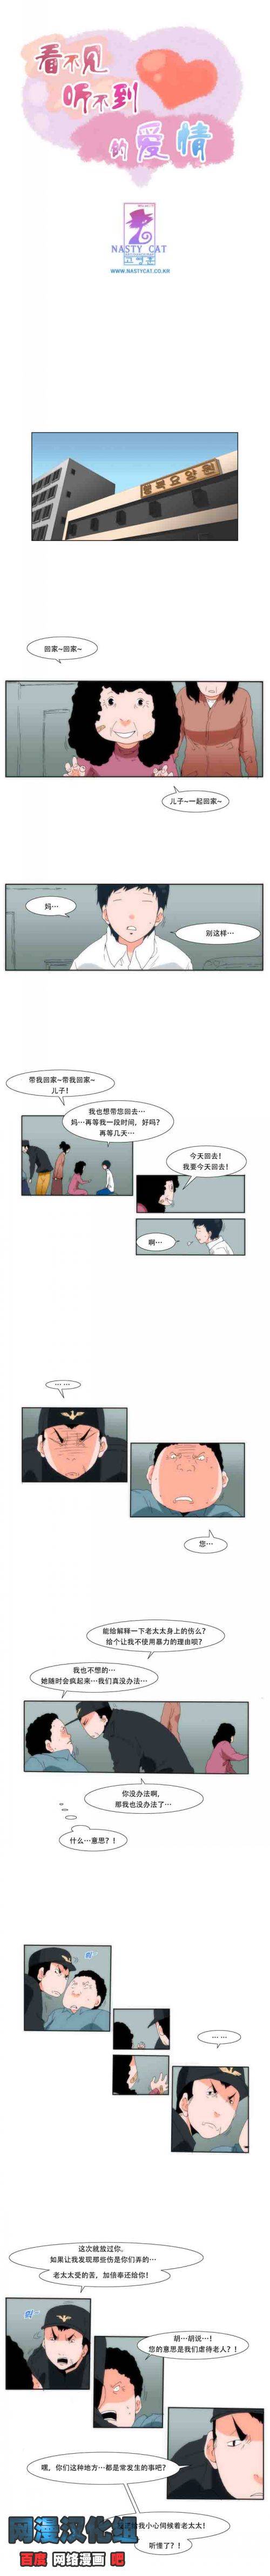 看不见
听不到
的爱情
NASTY CAT
WWW.NASTYCAT.CO.KR
행복요양원
回家~回家~
儿子~一起回家~
妈…
别这样…
带我回家~带我回家~
儿子!
我也想带您回去…
妈…再等我一段时间, 好吗?
再等几天…
今天回去!
我要今天回去!
啊…
… …
您…
能给解释一下老太太身上的伤么?
给个让我不使用暴力的理由呗?
我也不想的…
她随时会疯起来…我们真没办法…
你没办法啊,
那我也没办法了…
什么…意思?!
… …
这次就放过你。
如果让我发现那些伤是你们弄的…
老太太受的苦, 加倍奉还给你!
胡…胡说…!
您的意思是我们虐待老人?!
嘿, 你们这种地方…都是常发生的事吧?
我小心伺候着老太太!
听懂了?!
网漫汉化组
百度 网络漫画 吧